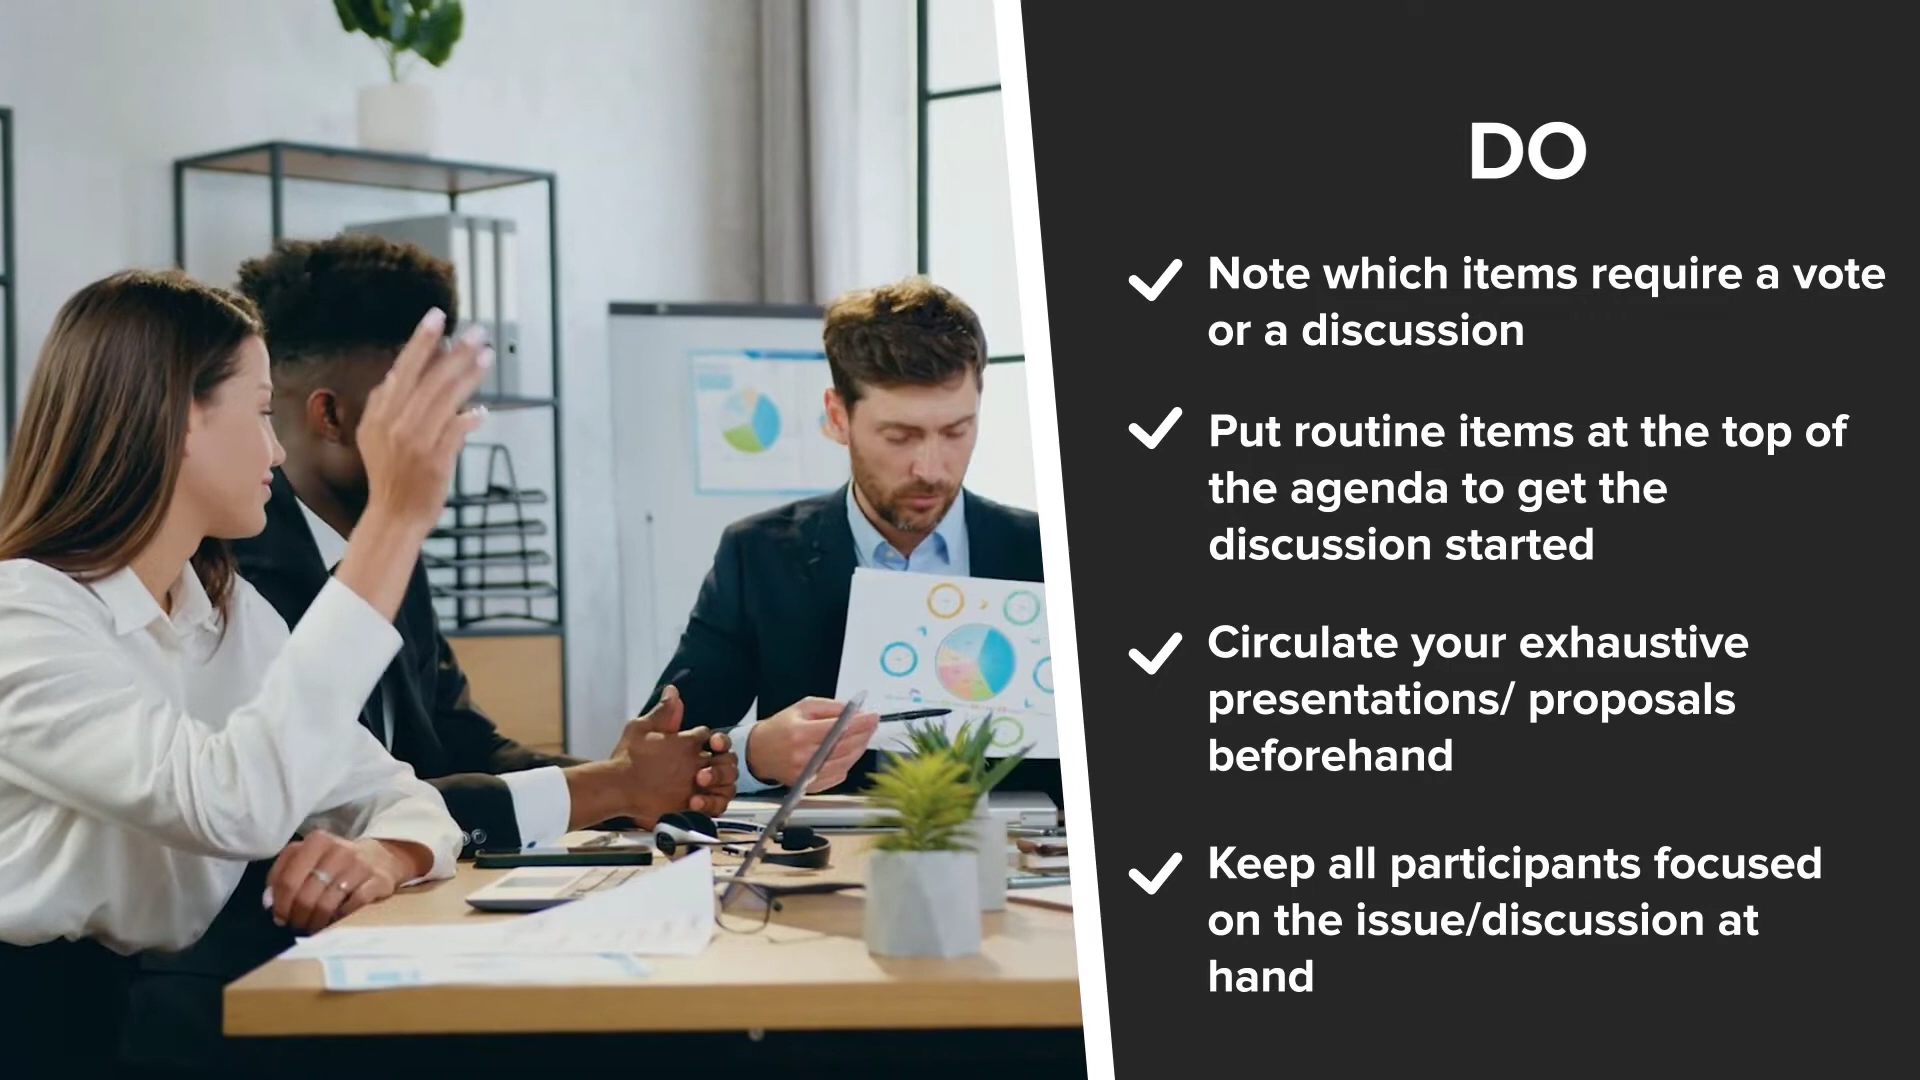 DO
Note which items require a vote
or a discussion
Put routine items at the top of
the agenda to get the
discussion started
Circulate your exhaustive
presentations/ proposals
beforehand
Keep all participants focused
on the issue/discussion at
hand